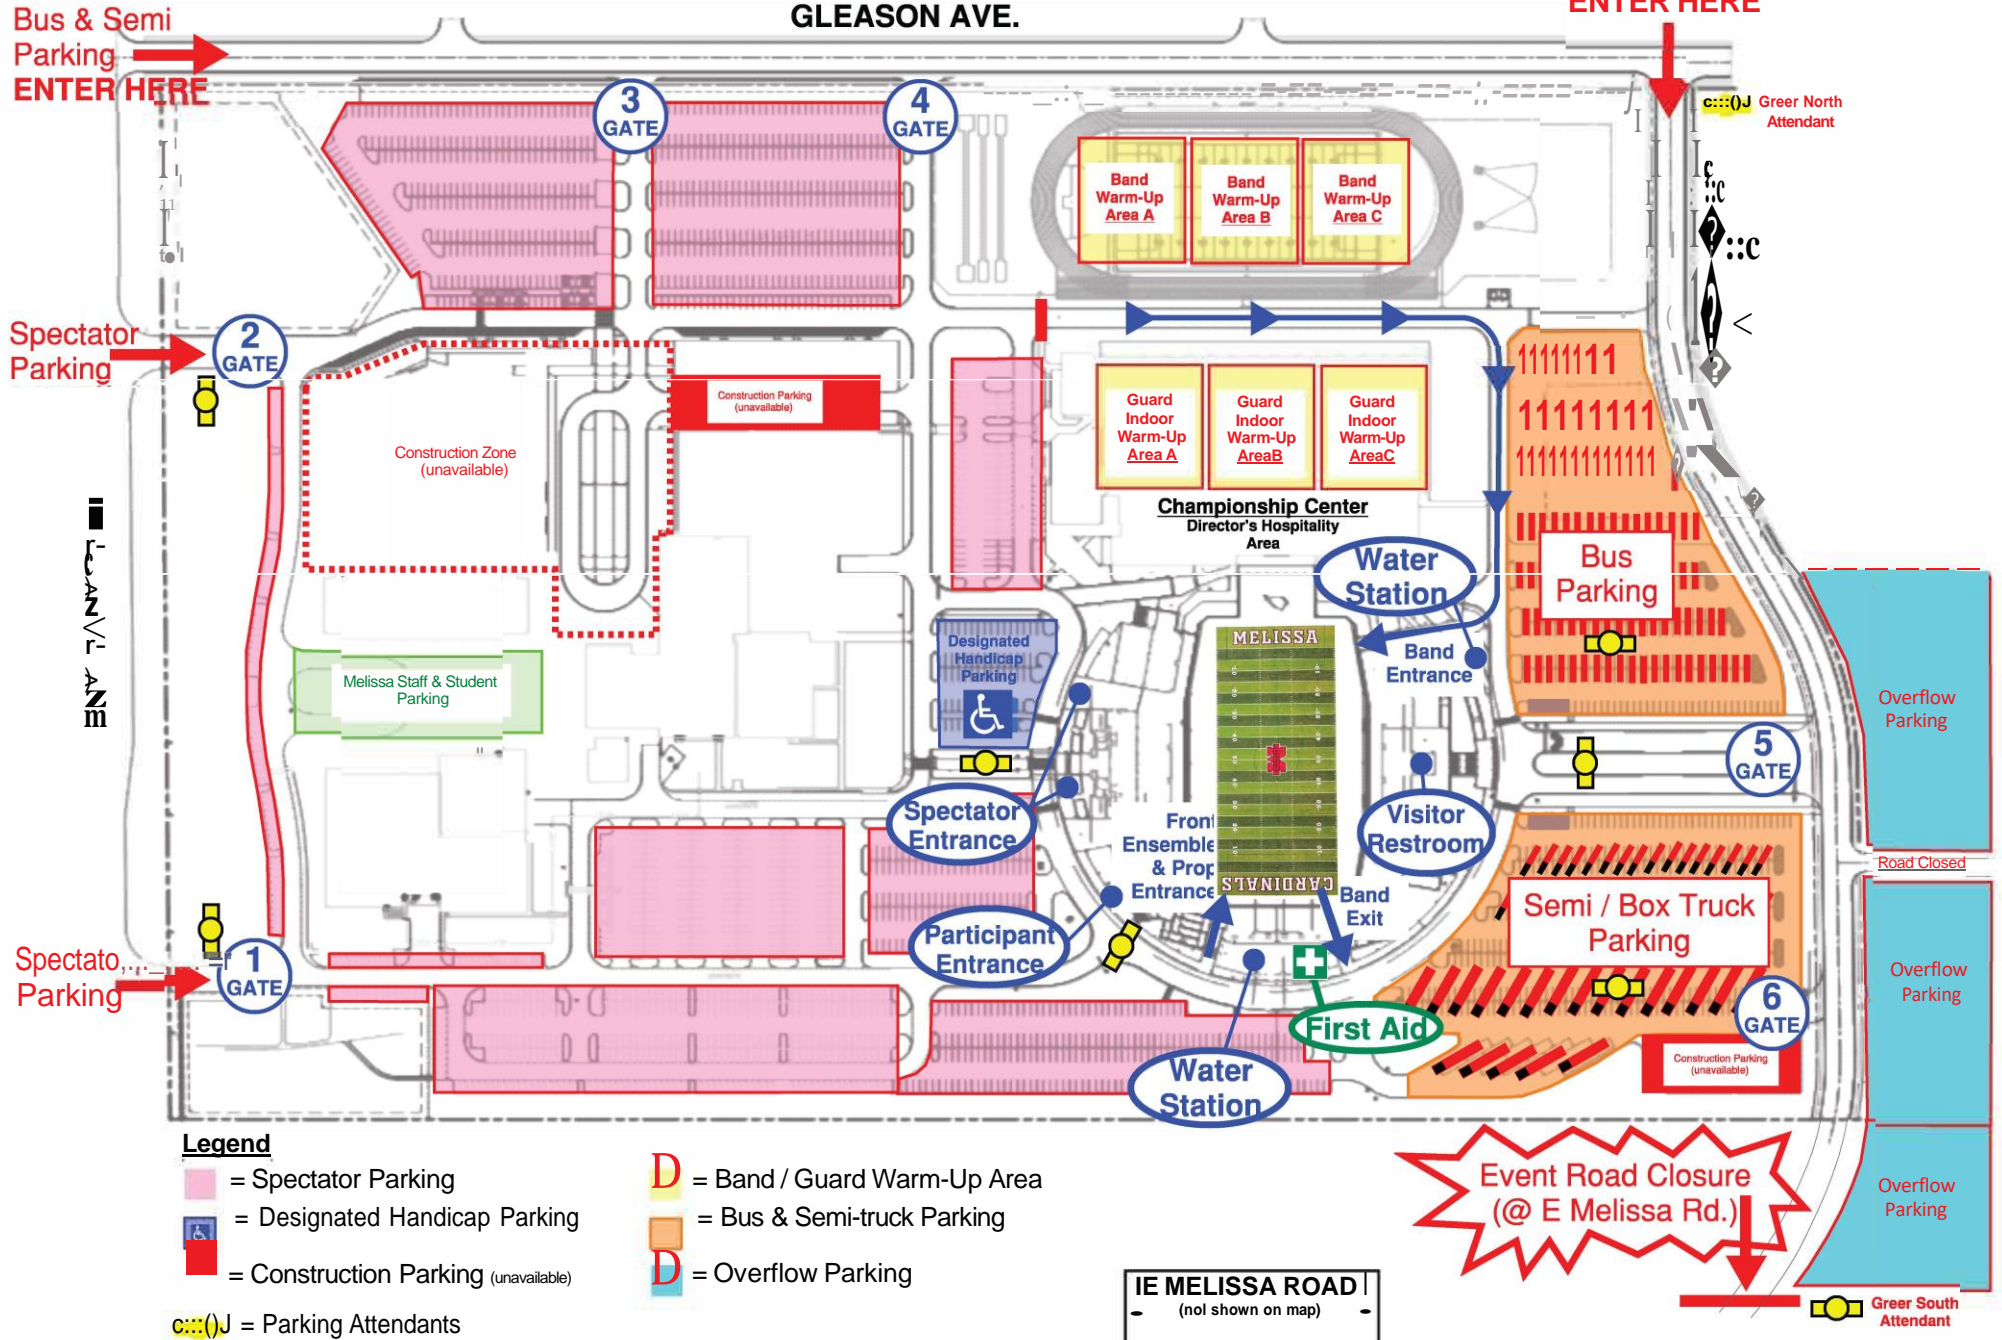 GLEASON AVE.
ENTER HERE
Bus & Semi
Parking
ENTER HERE
Greer North
Attendant
3
GATE
4
GATE
Band
Warm-Up
Area A
Band
Warm-Up
Area B
Band
Warm-Up
Area C
Spectator
Parking
2
GATE
Construction Parking
(unavailable)
Construction Zone
(unavailable)
Guard
Indoor
Warm-Up
Area A
Guard
Indoor
Warm-Up
AreaB
Guard
Indoor
Warm-Up
AreaC
Championship Center
Director's Hospitality
Area
Water
Station
Bus
Parking
MELISSA
Band
Entrance
Designated
Handicap
Parking
Melissa Staff & Student
Parking
Overflow
Parking
5
GATE
Spectator
Entrance
Visitor
Restroom
Front
Ensemble
& Prop
Entrance
CARDINALS
Band
Exit
Road Closed
Semi / Box Truck
Parking
Participant
Entrance
Spectato
Parking
1
GATE
Overflow
Parking
6
GATE
First Aid
Water
Station
Construction Parking
(unavailable)
Legend
= Spectator Parking
= Designated Handicap Parking
= Construction Parking (unavailable)
c:::()J = Parking Attendants
D = Band / Guard Warm-Up Area
= Bus & Semi-truck Parking
D = Overflow Parking
Event Road Closure
(@ E Melissa Rd.)
Overflow
Parking
IE MELISSA ROAD
(nol shown on map)
Greer South
Attendant